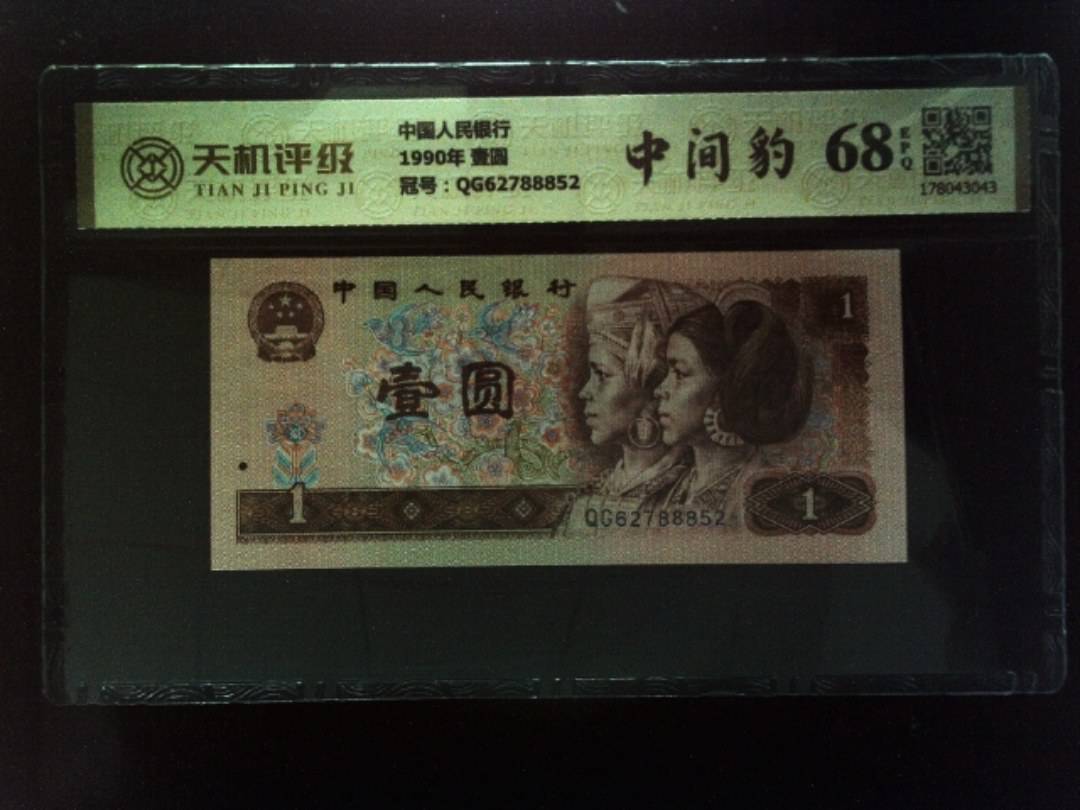 天机评级
TIAN JI PING JI
中国人民银行
1990年 壹圆
冠号：QG62788852
中间豹 68
EPQ
178043043
中国人民银行
1
壹圆
1
QG62788852
1